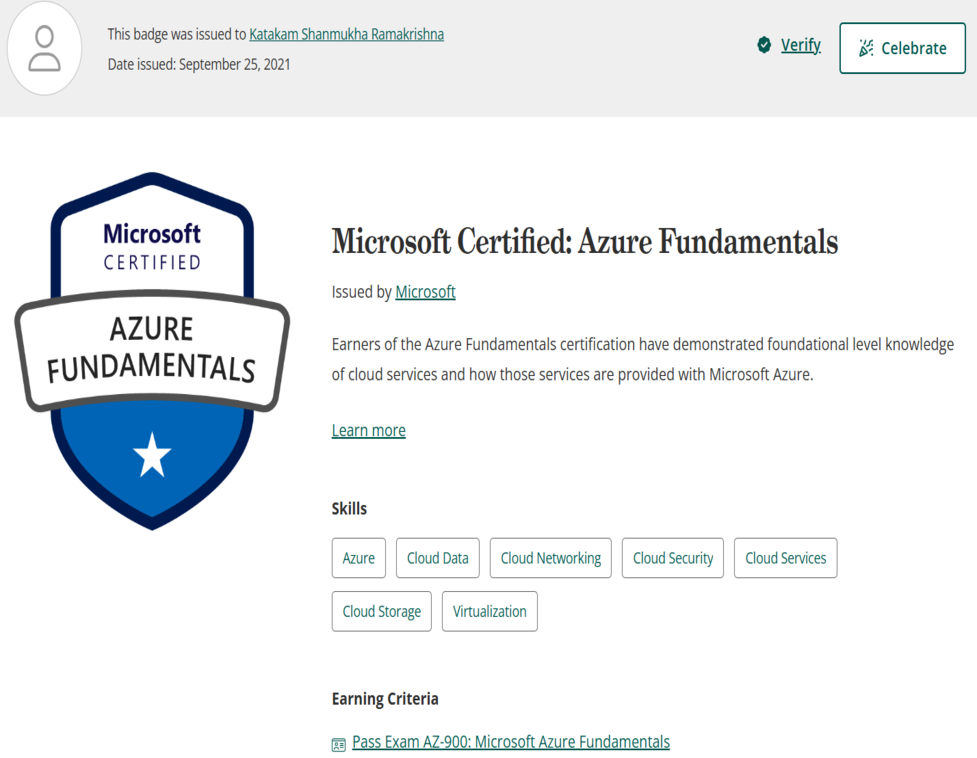 This badge was issued to Katakam Shanmukha Ramakrishna
Date issued: September 25, 2021
Verify
Celebrate
Microsoft
CERTIFIED
AZURE
FUNDAMENTALS
Microsoft Certified: Azure Fundamentals
Issued by Microsoft
Earners of the Azure Fundamentals certification have demonstrated foundational level knowledge
of cloud services and how those services are provided with Microsoft Azure.
Learn more
Skills
Azure Cloud Data Cloud Networking Cloud Security Cloud Services
Cloud Storage Virtualization
Earning Criteria
Pass Exam AZ-900: Microsoft Azure Fundamentals